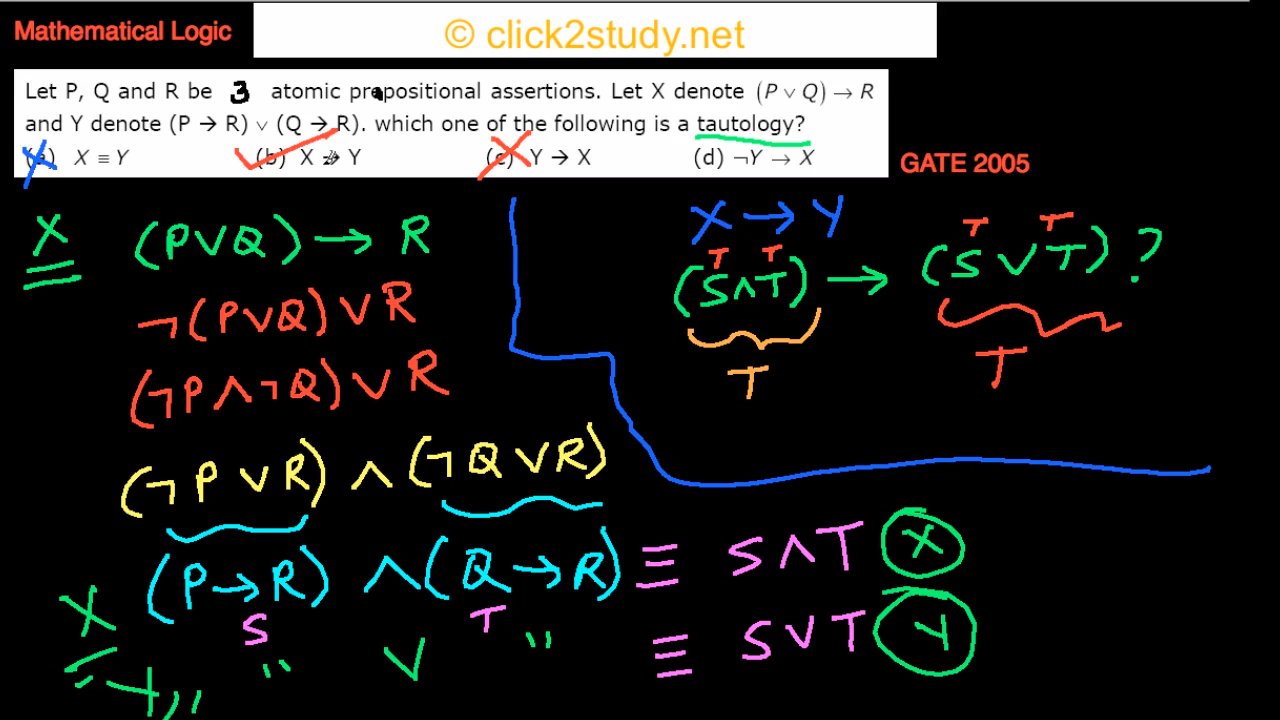 Mathematical Logic
© click2study.net
Let P, Q and R be 3 atomic prepositional assertions. Let X denote (P ∨ Q) → R
and Y denote (P → R) ∨ (Q → R). which one of the following is a tautology?
(a) X ≡ Y (b) X → Y (c) Y → X (d) ¬Y → X
GATE 2005
X (P∨Q) → R
¬(P∨Q) ∨ R
(¬P∧¬Q) ∨ R
(¬P ∨ R) ∧ (¬Q ∨ R)
(P→R) ∧ (Q→R) ≡ S∧T X
S T
X
Y " ∨ " ≡ S∨T Y
X → Y
T T T T
(S∧T) → (S∨T) ?
T T